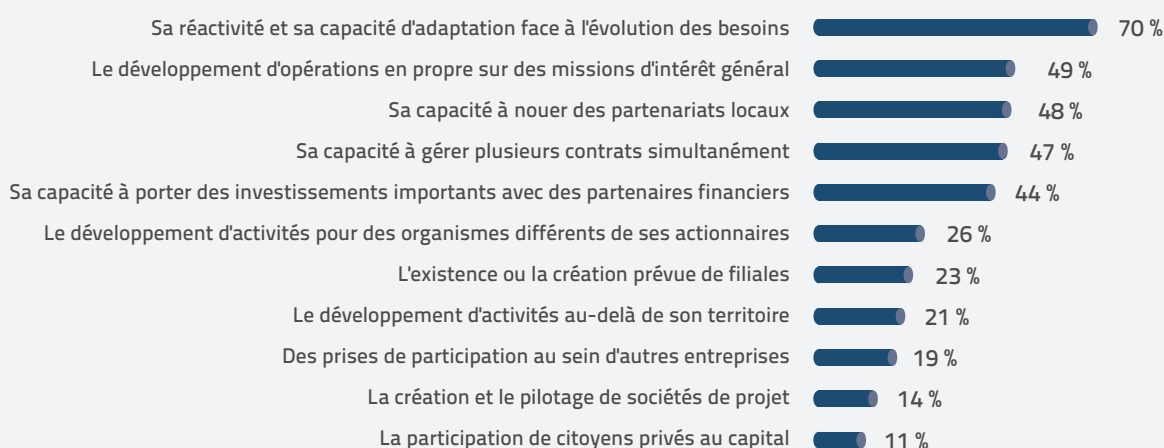 Sa réactivité et sa capacité d'adaptation face à l'évolution des besoins 70 %
Le développement d'opérations en propre sur des missions d'intérêt général 49 %
Sa capacité à nouer des partenariats locaux 48 %
Sa capacité à gérer plusieurs contrats simultanément 47 %
Sa capacité à porter des investissements importants avec des partenaires financiers 44 %
Le développement d'activités pour des organismes différents de ses actionnaires 26 %
L'existence ou la création prévue de filiales 23 %
Le développement d'activités au-delà de son territoire 21 %
Des prises de participation au sein d'autres entreprises 19 %
La création et le pilotage de sociétés de projet 14 %
La participation de citoyens privés au capital 11 %